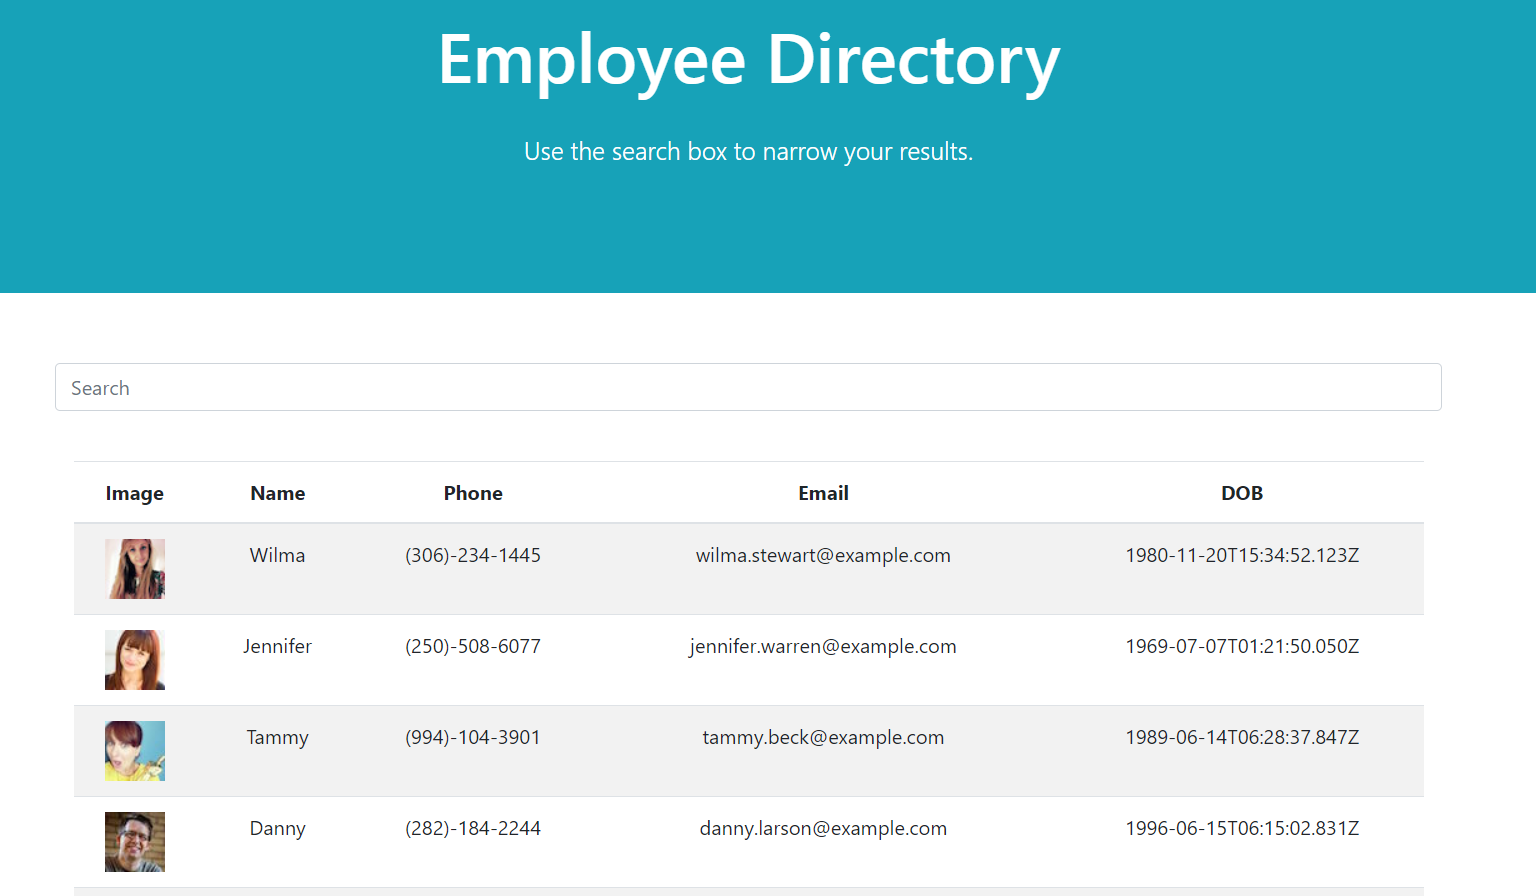 Employee Directory
Use the search box to narrow your results.
Search
Image Name Phone Email DOB
Wilma (306)-234-1445 wilma.stewart@example.com 1980-11-20T15:34:52.123Z
Jennifer (250)-508-6077 jennifer.warren@example.com 1969-07-07T01:21:50.050Z
Tammy (994)-104-3901 tammy.beck@example.com 1989-06-14T06:28:37.847Z
Danny (282)-184-2244 danny.larson@example.com 1996-06-15T06:15:02.831Z